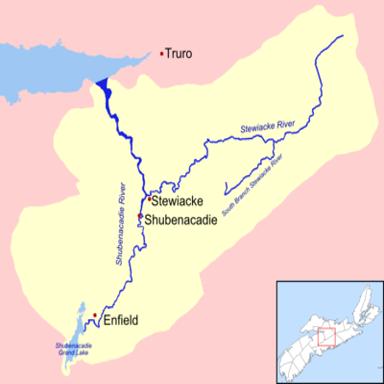 Truro
Stewiacke River
South Branch Stewiacke River
Stewiacke
Shubenacadie River
Shubenacadie
Enfield
Shubenacadie
Grand Lake